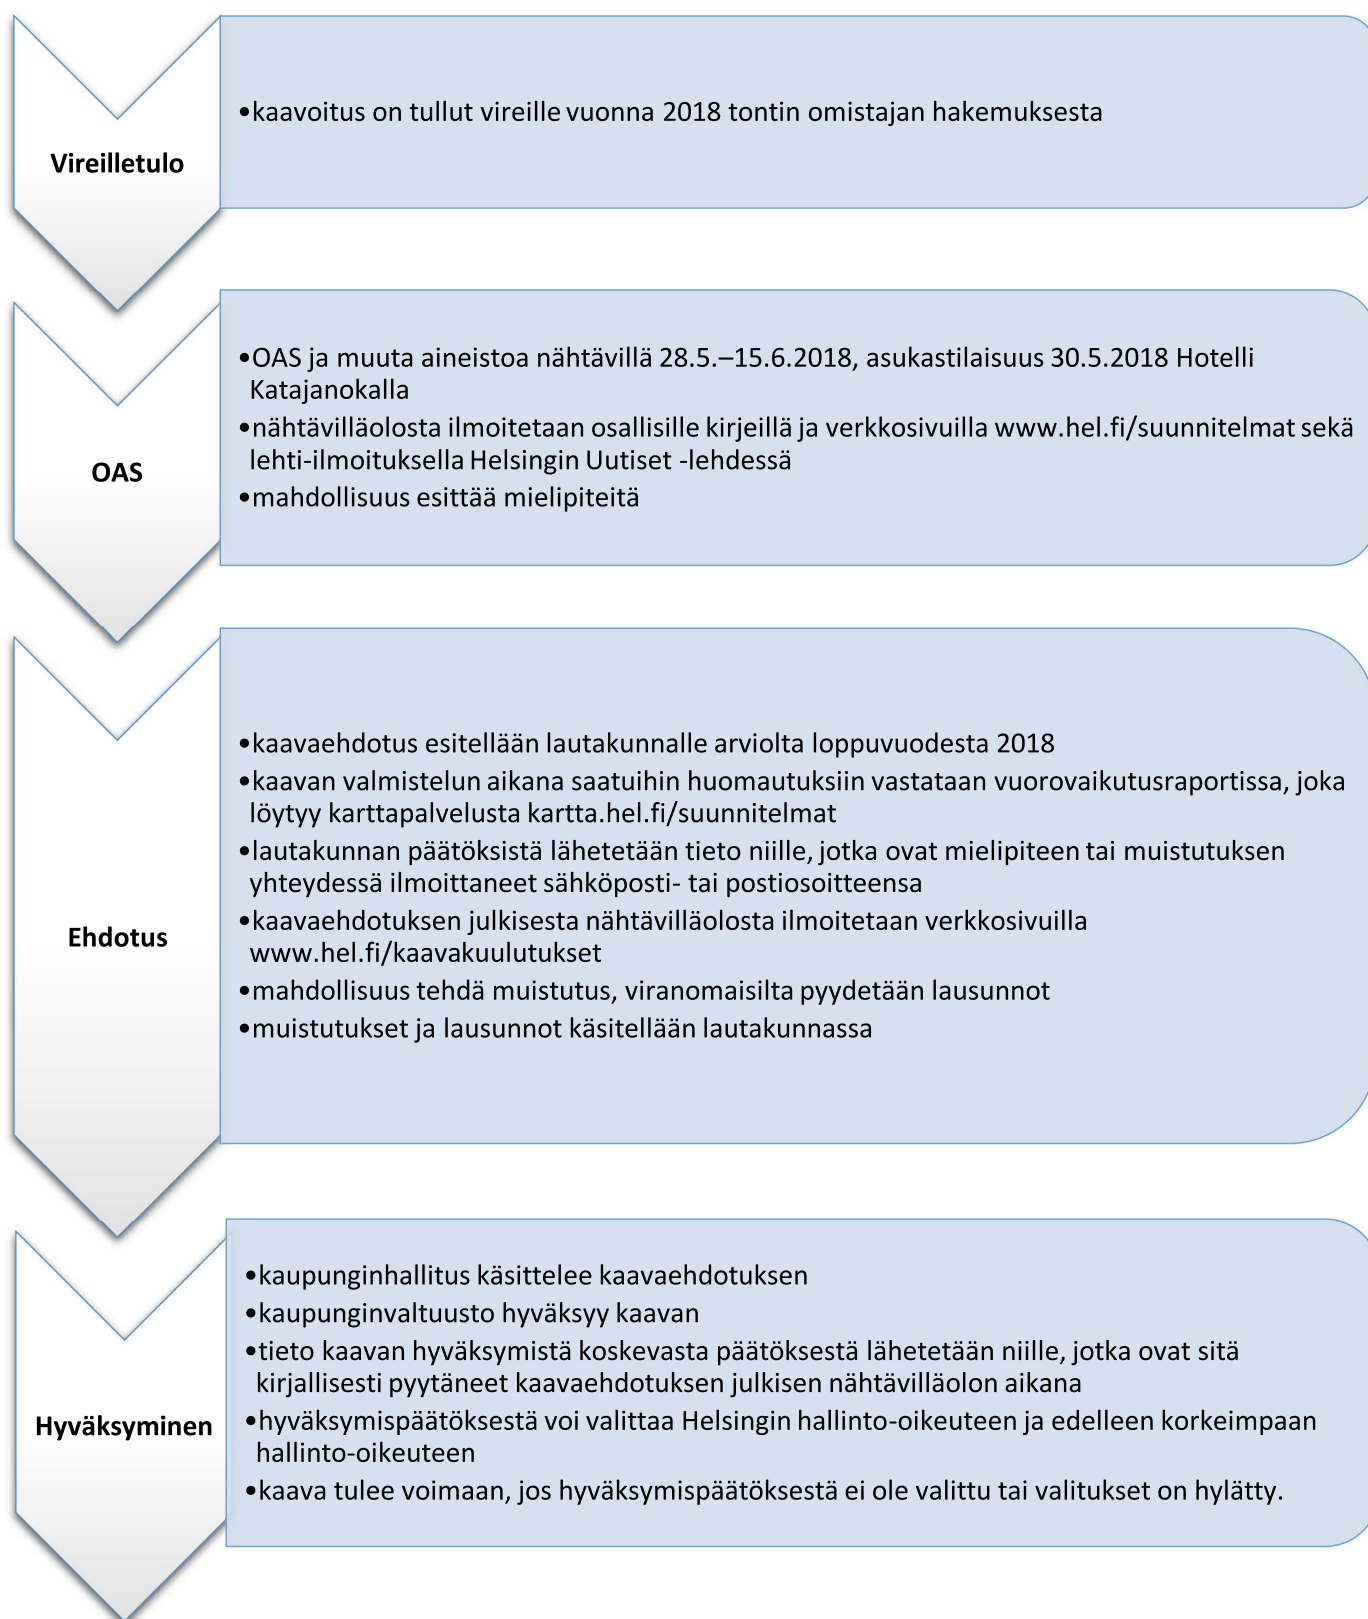 Vireilletulo
•kaavoitus on tullut vireille vuonna 2018 tontin omistajan hakemuksesta
OAS
•OAS ja muuta aineistoa nähtävillä 28.5.–15.6.2018, asukastilaisuus 30.5.2018 Hotelli
Katajanokalla
•nähtävilläolosta ilmoitetaan osallisille kirjeillä ja verkkosivuilla www.hel.fi/suunnitelmat sekä
lehti-ilmoituksella Helsingin Uutiset -lehdessä
•mahdollisuus esittää mielipiteitä
Ehdotus
•kaavaehdotus esitellään lautakunnalle arviolta loppuvuodesta 2018
•kaavan valmistelun aikana saatuihin huomautuksiin vastataan vuorovaikutusraportissa, joka
löytyy karttapalvelusta kartta.hel.fi/suunnitelmat
•lautakunnan päätöksistä lähetetään tieto niille, jotka ovat mielipiteen tai muistutuksen
yhteydessä ilmoittaneet sähköposti- tai postiosoitteensa
•kaavaehdotuksen julkisesta nähtävilläolosta ilmoitetaan verkkosivuilla
www.hel.fi/kaavakuulutukset
•mahdollisuus tehdä muistutus, viranomaisilta pyydetään lausunnot
•muistutukset ja lausunnot käsitellään lautakunnassa
Hyväksyminen
•kaupunginhallitus käsittelee kaavaehdotuksen
•kaupunginvaltuusto hyväksyy kaavan
•tieto kaavan hyväksymistä koskevasta päätöksestä lähetetään niille, jotka ovat sitä
kirjallisesti pyytäneet kaavaehdotuksen julkisen nähtävilläolon aikana
•hyväksymispäätöksestä voi valittaa Helsingin hallinto-oikeuteen ja edelleen korkeimpaan
hallinto-oikeuteen
•kaava tulee voimaan, jos hyväksymispäätöksestä ei ole valittu tai valitukset on hylätty.